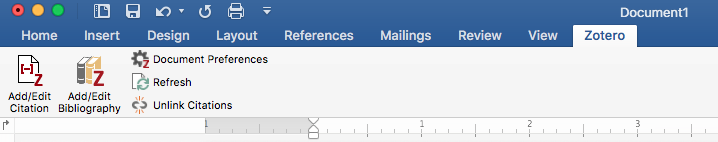 Document1
Home Insert Design Layout References Mailings Review View Zotero
Add/Edit
Citation
Add/Edit
Bibliography
Document Preferences
Refresh
Unlink Citations
1 1 2 3